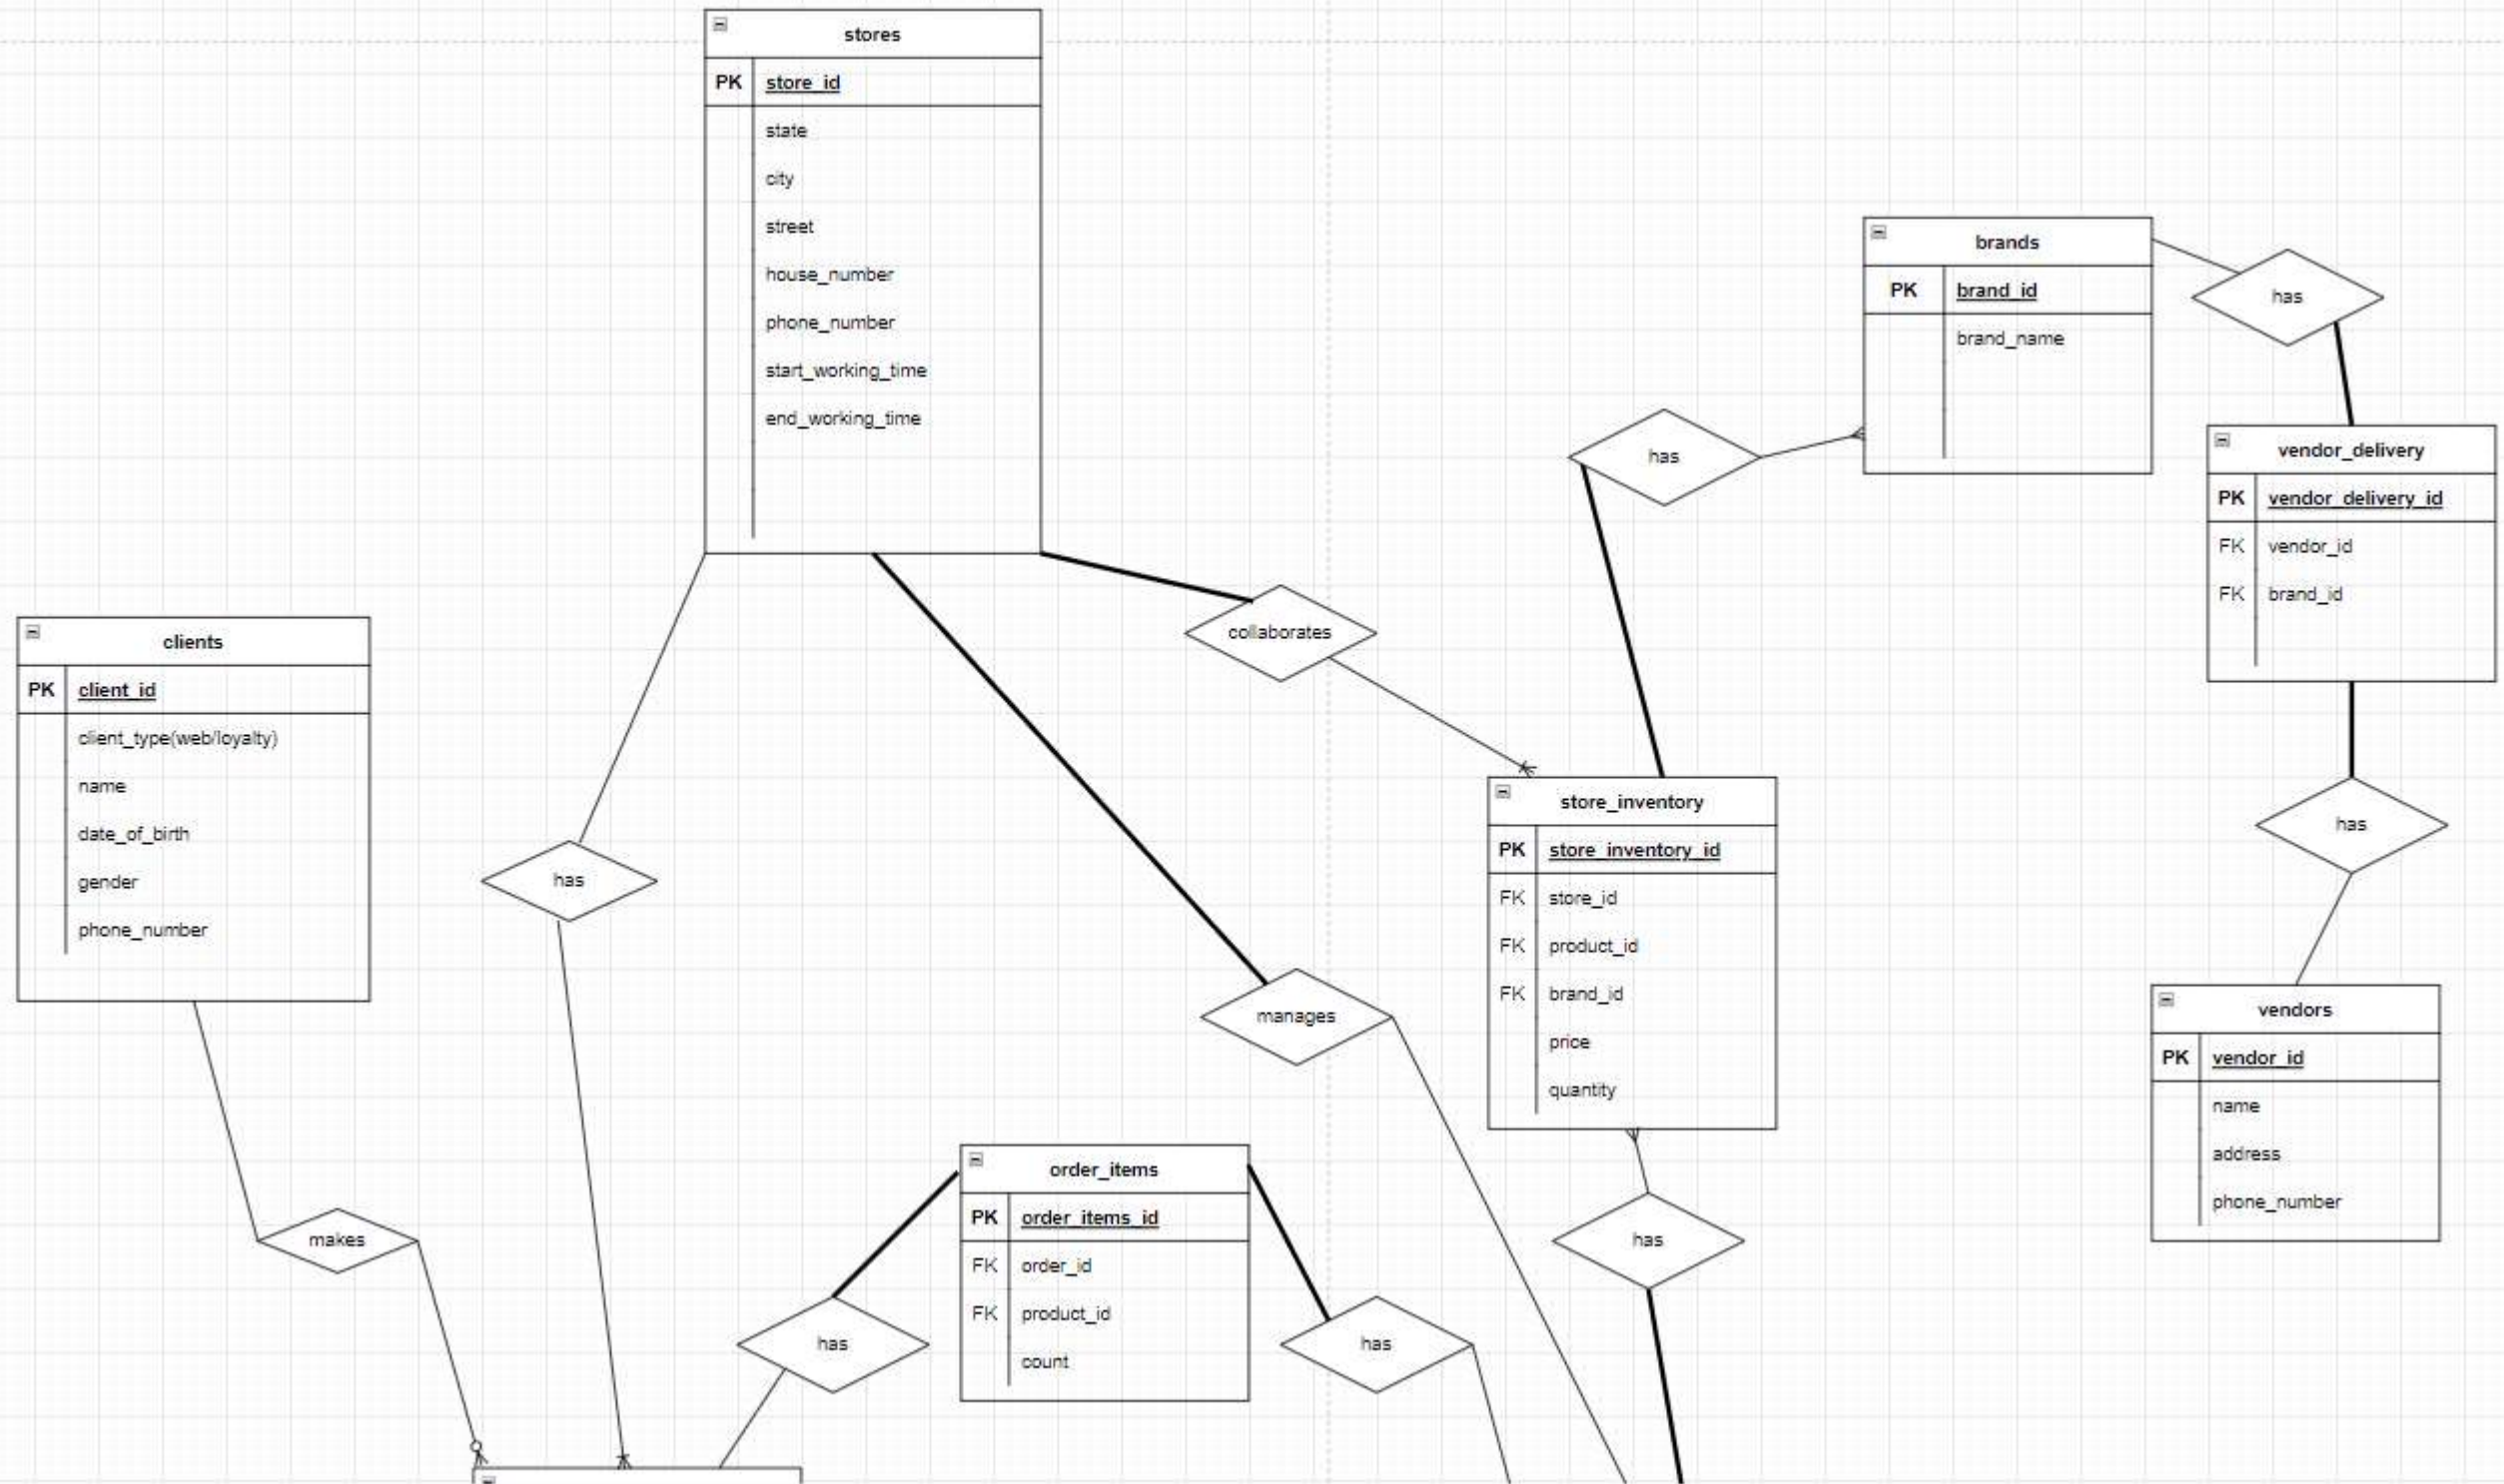 stores
PK store_id
state
city
street
house_number
phone_number
start_working_time
end_working_time
brands
PK brand_id
brand_name
has
has
vendor_delivery
PK vendor_delivery_id
FK vendor_id
FK brand_id
collaborates
clients
PK client_id
client_type(web/loyalty)
name
date_of_birth
gender
phone_number
has
store_inventory
PK store_inventory_id
FK store_id
FK product_id
FK brand_id
price
quantity
has
manages
vendors
PK vendor_id
name
address
phone_number
order_items
PK order_items_id
FK order_id
FK product_id
count
makes
has
has
has